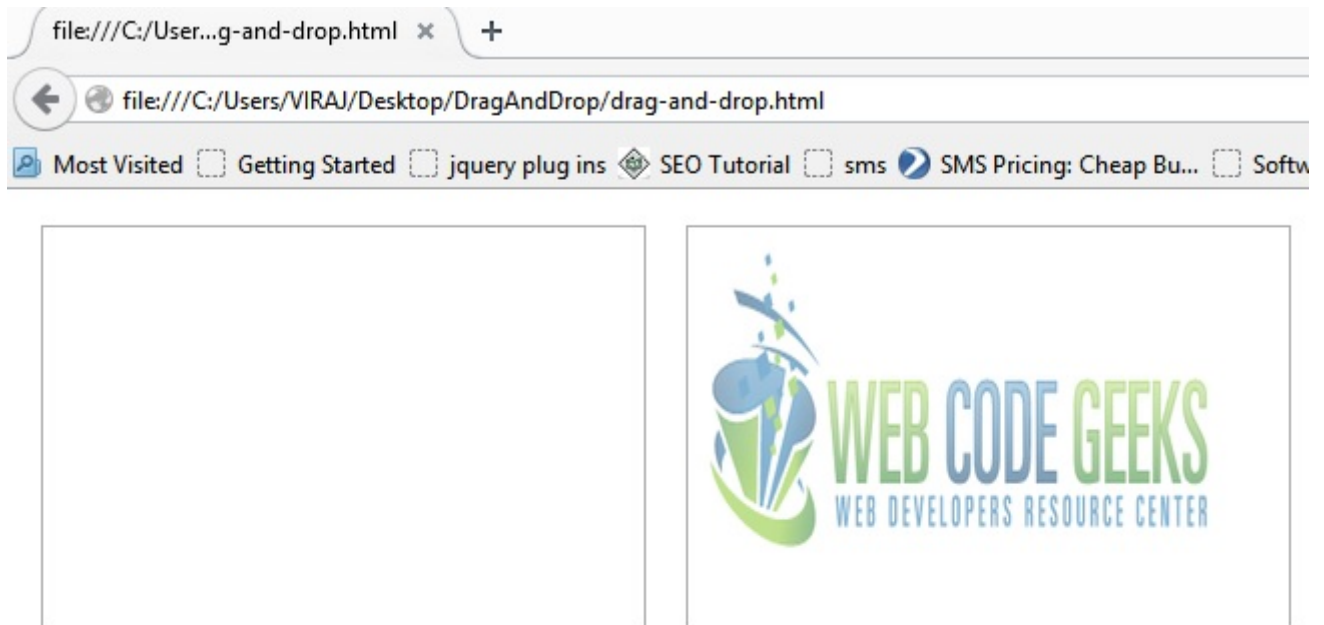 file:///C:/User...g-and-drop.html
file:///C:/Users/VIRAJ/Desktop/DragAndDrop/drag-and-drop.html
Most Visited Getting Started jquery plug ins SEO Tutorial sms SMS Pricing: Cheap Bu... Softw
WEB CODE GEEKS
WEB DEVELOPERS RESOURCE CENTER